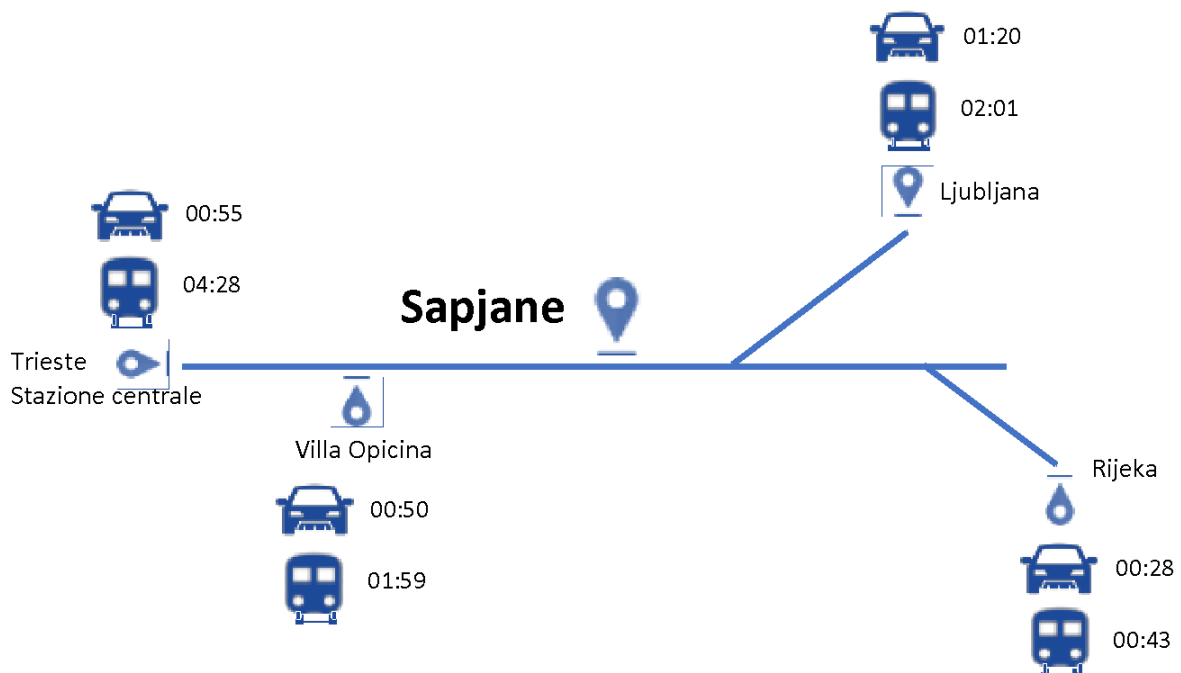 01:20
02:01
Ljubljana
00:55
04:28
Sapjane
Trieste
Stazione centrale
Villa Opicina
00:50
01:59
Rijeka
00:28
00:43